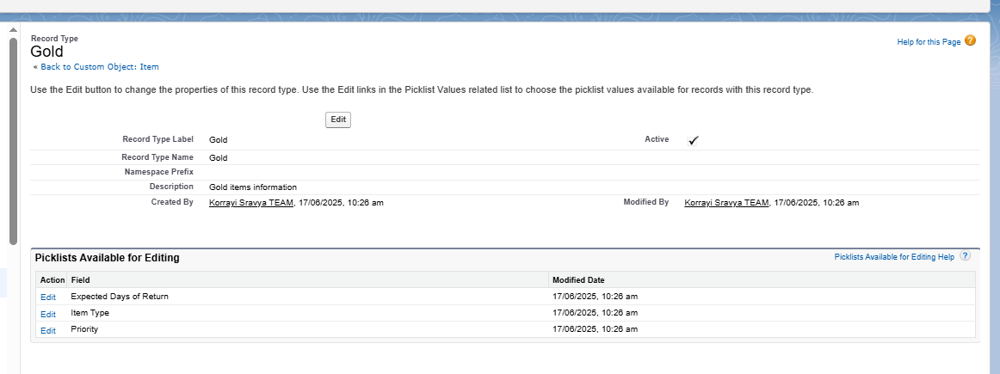 Record Type
Gold
Help for this Page ?
« Back to Custom Object: Item
Use the Edit button to change the properties of this record type. Use the Edit links in the Picklist Values related list to choose the picklist values available for records with this record type.
Edit
Record Type Label Gold Active ✓
Record Type Name Gold
Namespace Prefix
Description Gold items information
Created By Korrayi Sravya TEAM, 17/06/2025, 10:26 am Modified By Korrayi Sravya TEAM, 17/06/2025, 10:26 am
Picklists Available for Editing Picklists Available for Editing Help ?
Action Field Modified Date
Edit Expected Days of Return 17/06/2025, 10:26 am
Edit Item Type 17/06/2025, 10:26 am
Edit Priority 17/06/2025, 10:26 am